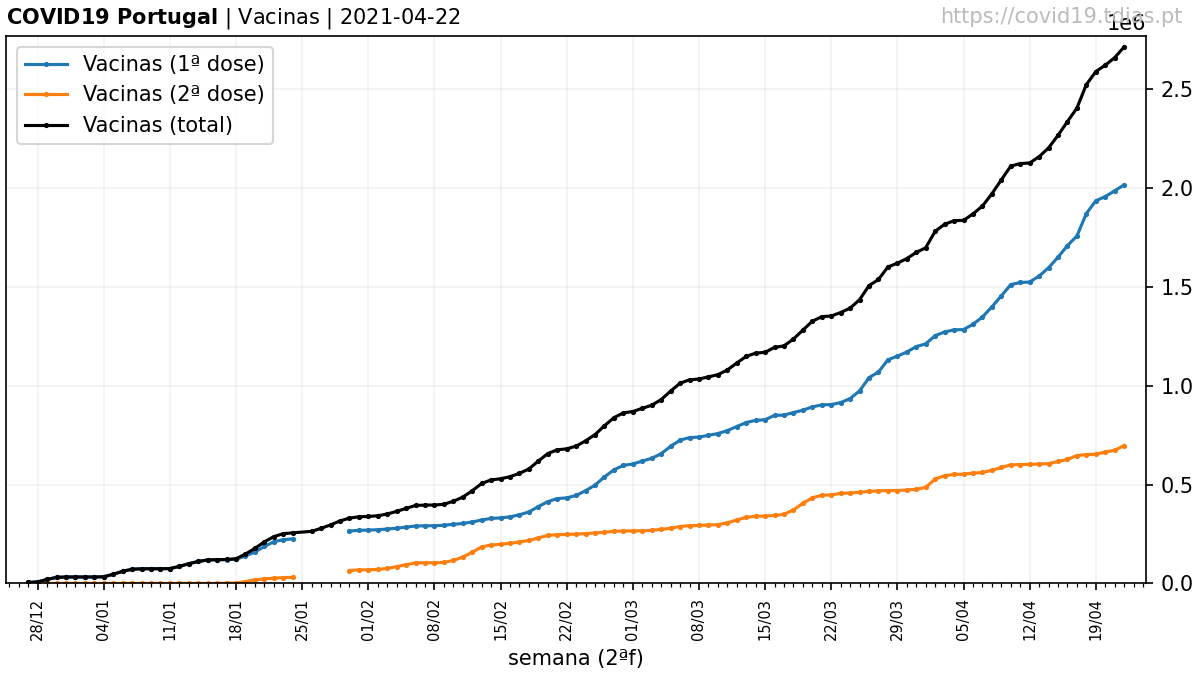 COVID19 Portugal | Vacinas | 2021-04-22
https://covid19.tdias.pt
1e6
Vacinas (1ª dose)
Vacinas (2ª dose)
Vacinas (total)
2.5
2.0
1.5
1.0
0.5
0.0
28/12 04/01 11/01 18/01 25/01 01/02 08/02 15/02 22/02 01/03 08/03 15/03 22/03 29/03 05/04 12/04 19/04
semana (2ªf)